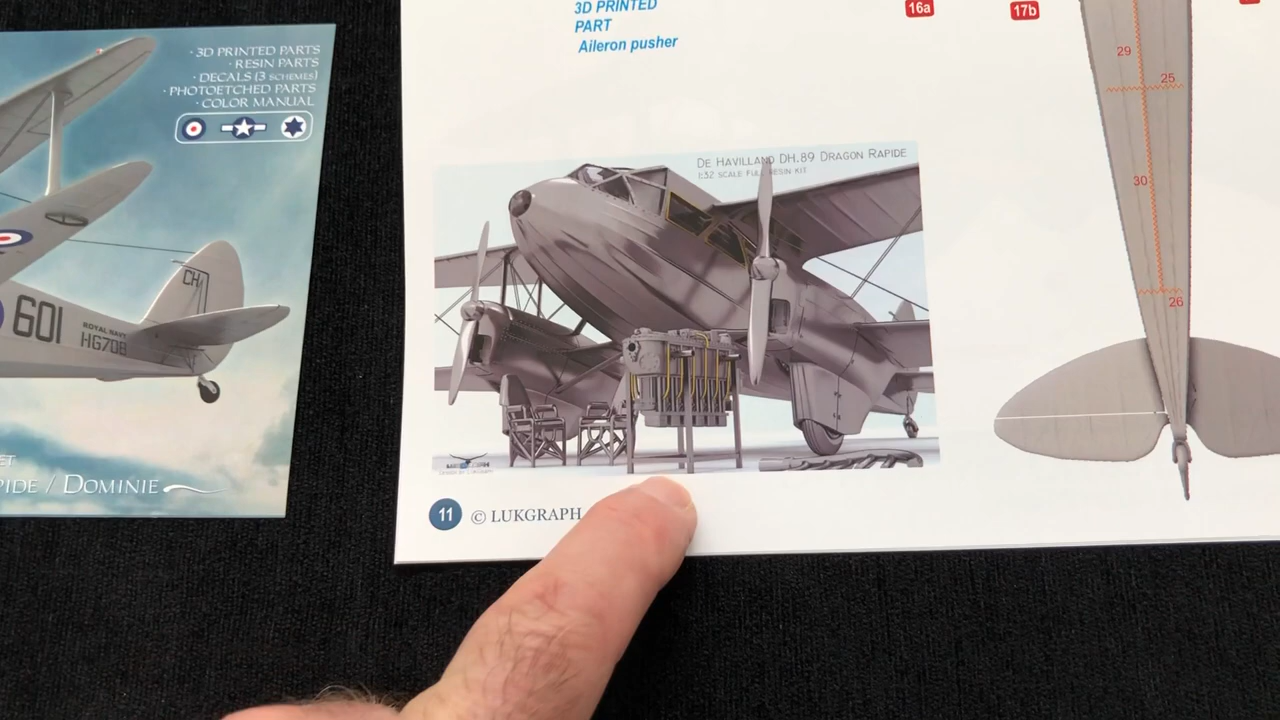 · 3D PRINTED PARTS
· RESIN PARTS
· DECALS (3 SCHEMES)
· PHOTOETCHED PARTS
· COLOR MANUAL
CH
601
ROYAL NAVY
HG708
PIDE / DOMINIE
3D PRINTED
PART
Aileron pusher
16a
17b
DE HAVILLAND DH.89 DRAGON RAPIDE
1:32 SCALE FULL RESIN KIT
29
25
30
26
11 © LUKGRAPH